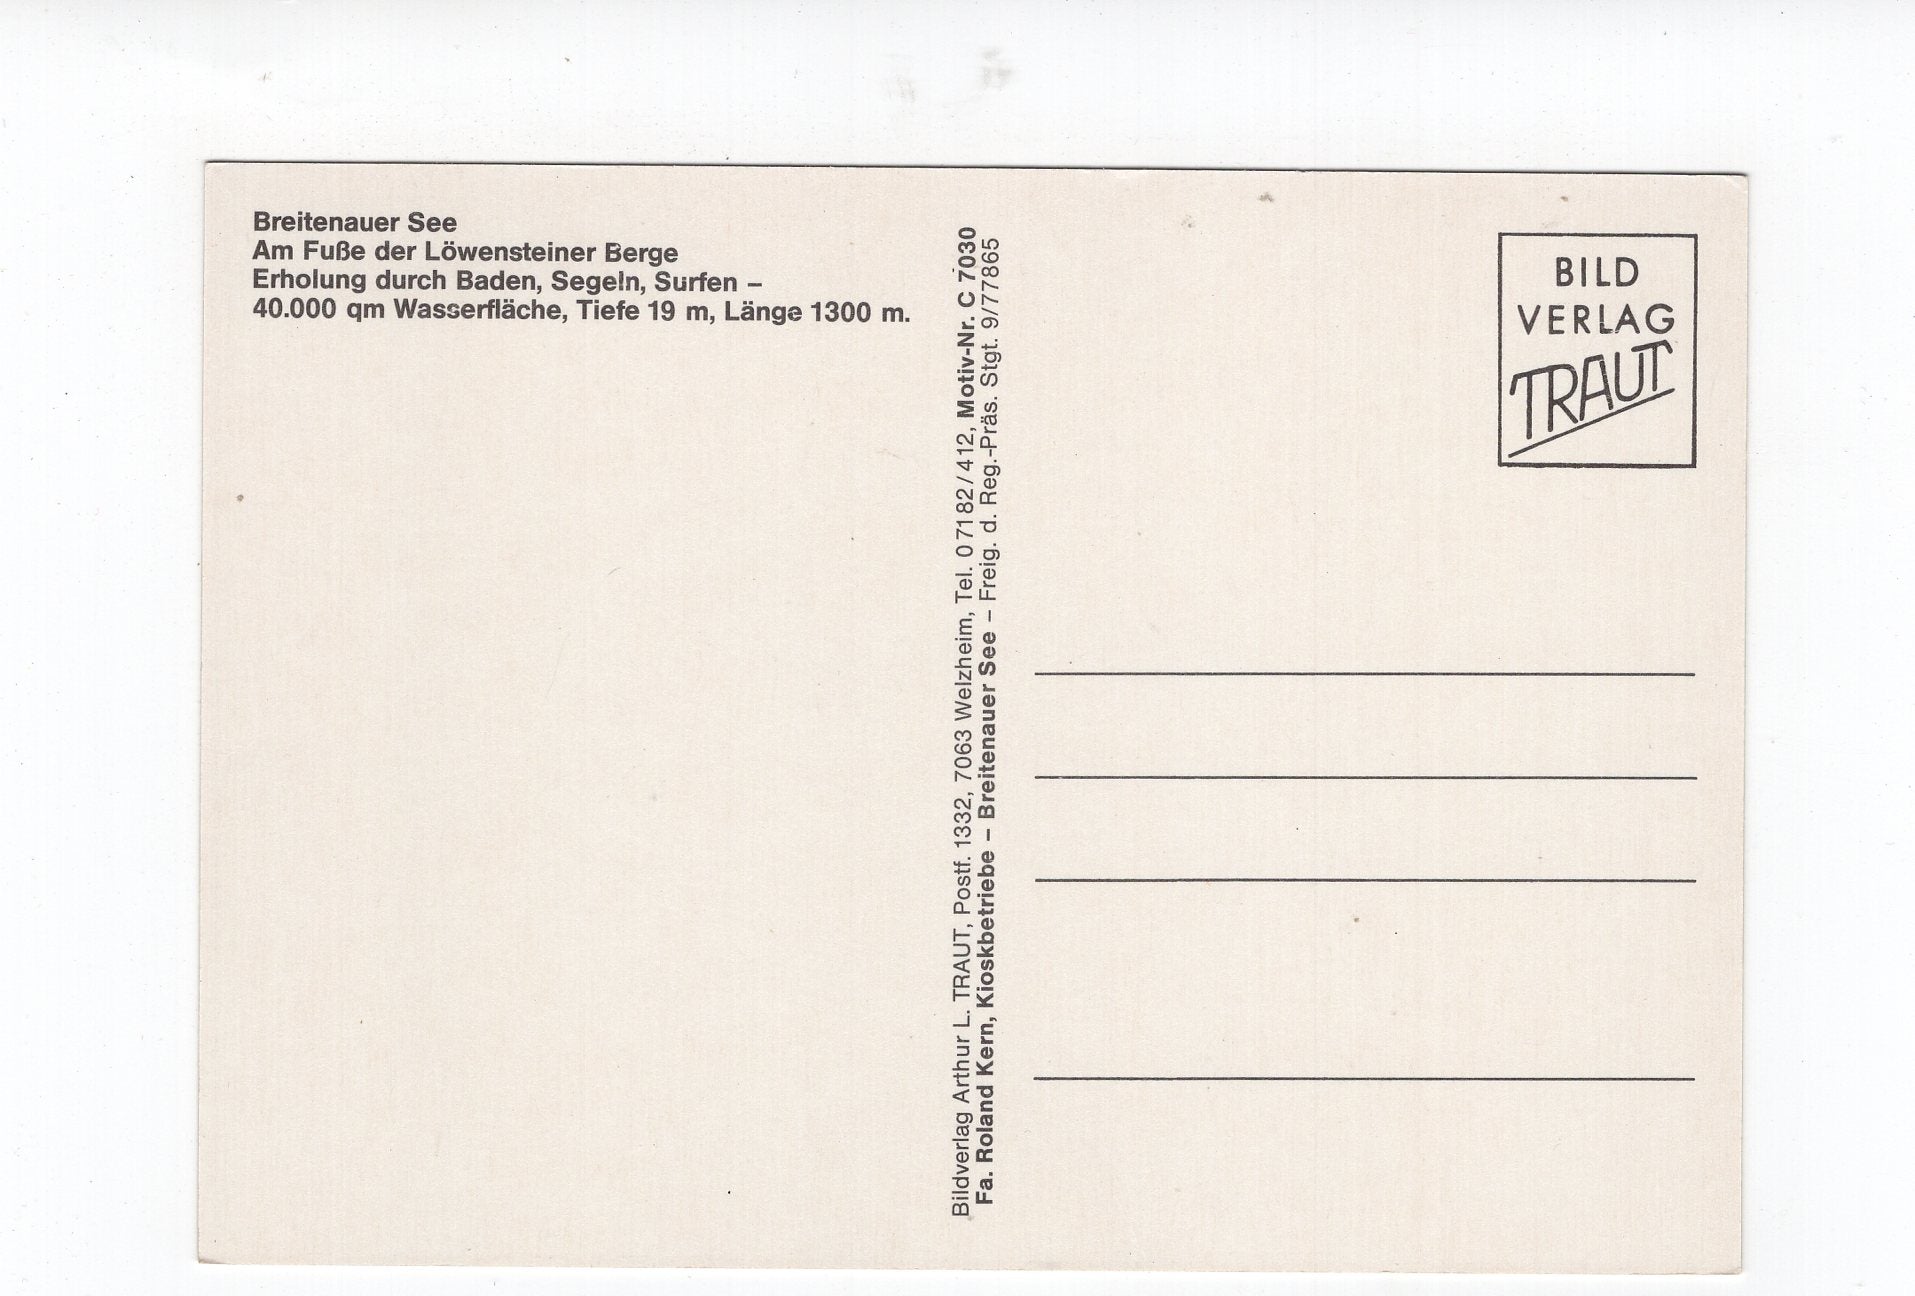 Breitenauer See
Am Fuße der Löwensteiner Berge
Erholung durch Baden, Segeln, Surfen –
40.000 qm Wasserfläche, Tiefe 19 m, Länge 1300 m.
Bildverlag Arthur L. TRAUT, Postf. 1332, 7063 Welzheim, Tel. 07182/412, Motiv-Nr. C 7030
Fa. Roland Kern, Kioskbetriebe – Breitenauer See – Freig. d. Reg.-Präs. Stgt. 9/77865
BILD
VERLAG
TRAUT